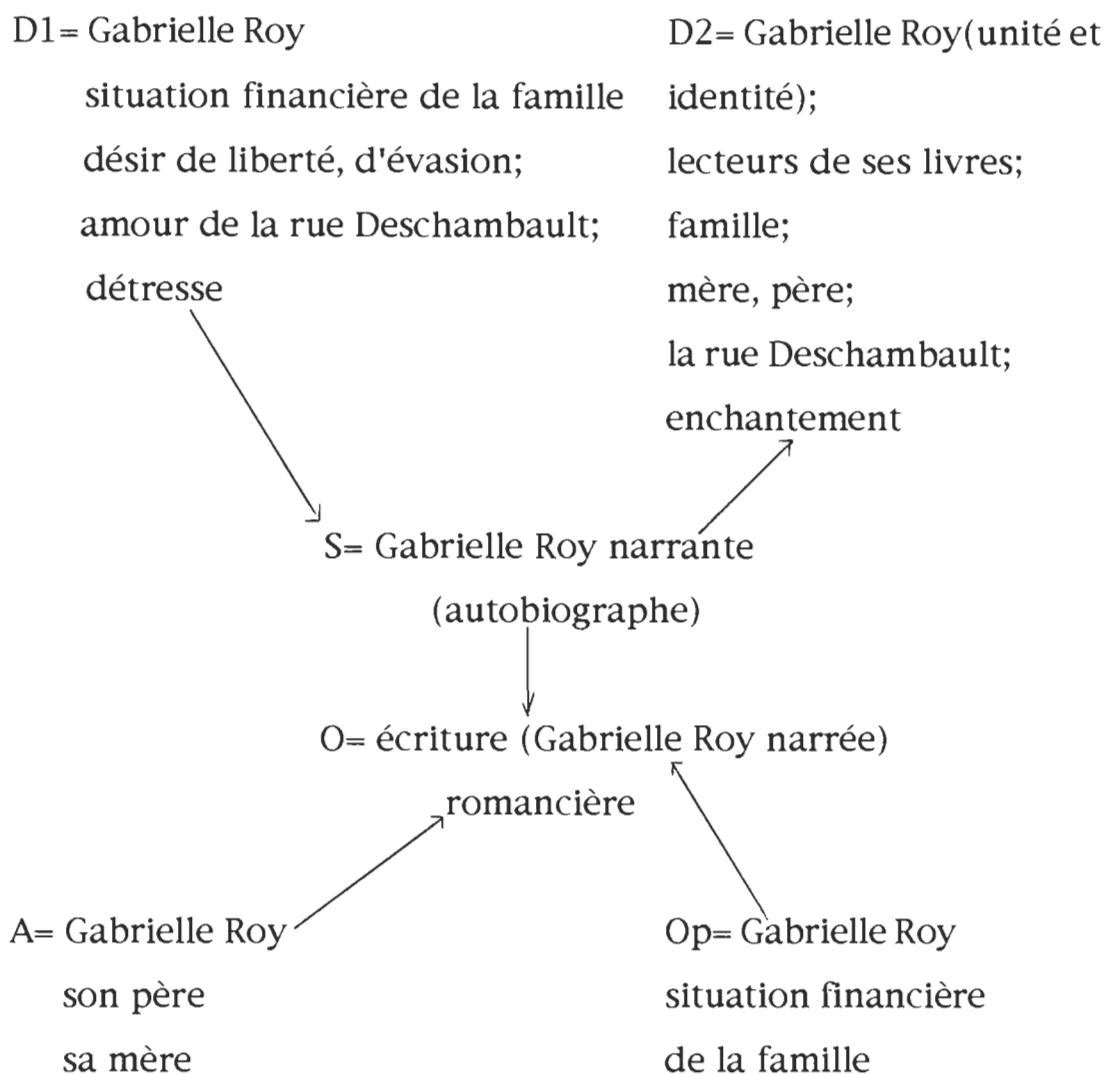 D1= Gabrielle Roy
situation financière de la famille
désir de liberté, d'évasion;
amour de la rue Deschambault;
détresse
D2= Gabrielle Roy(unité et
identité);
lecteurs de ses livres;
famille;
mère, père;
la rue Deschambault;
enchantement
S= Gabrielle Roy narrante
(autobiographe)
O= écriture (Gabrielle Roy narrée)
romancière
A= Gabrielle Roy
son père
sa mère
Op= Gabrielle Roy
situation financière
de la famille